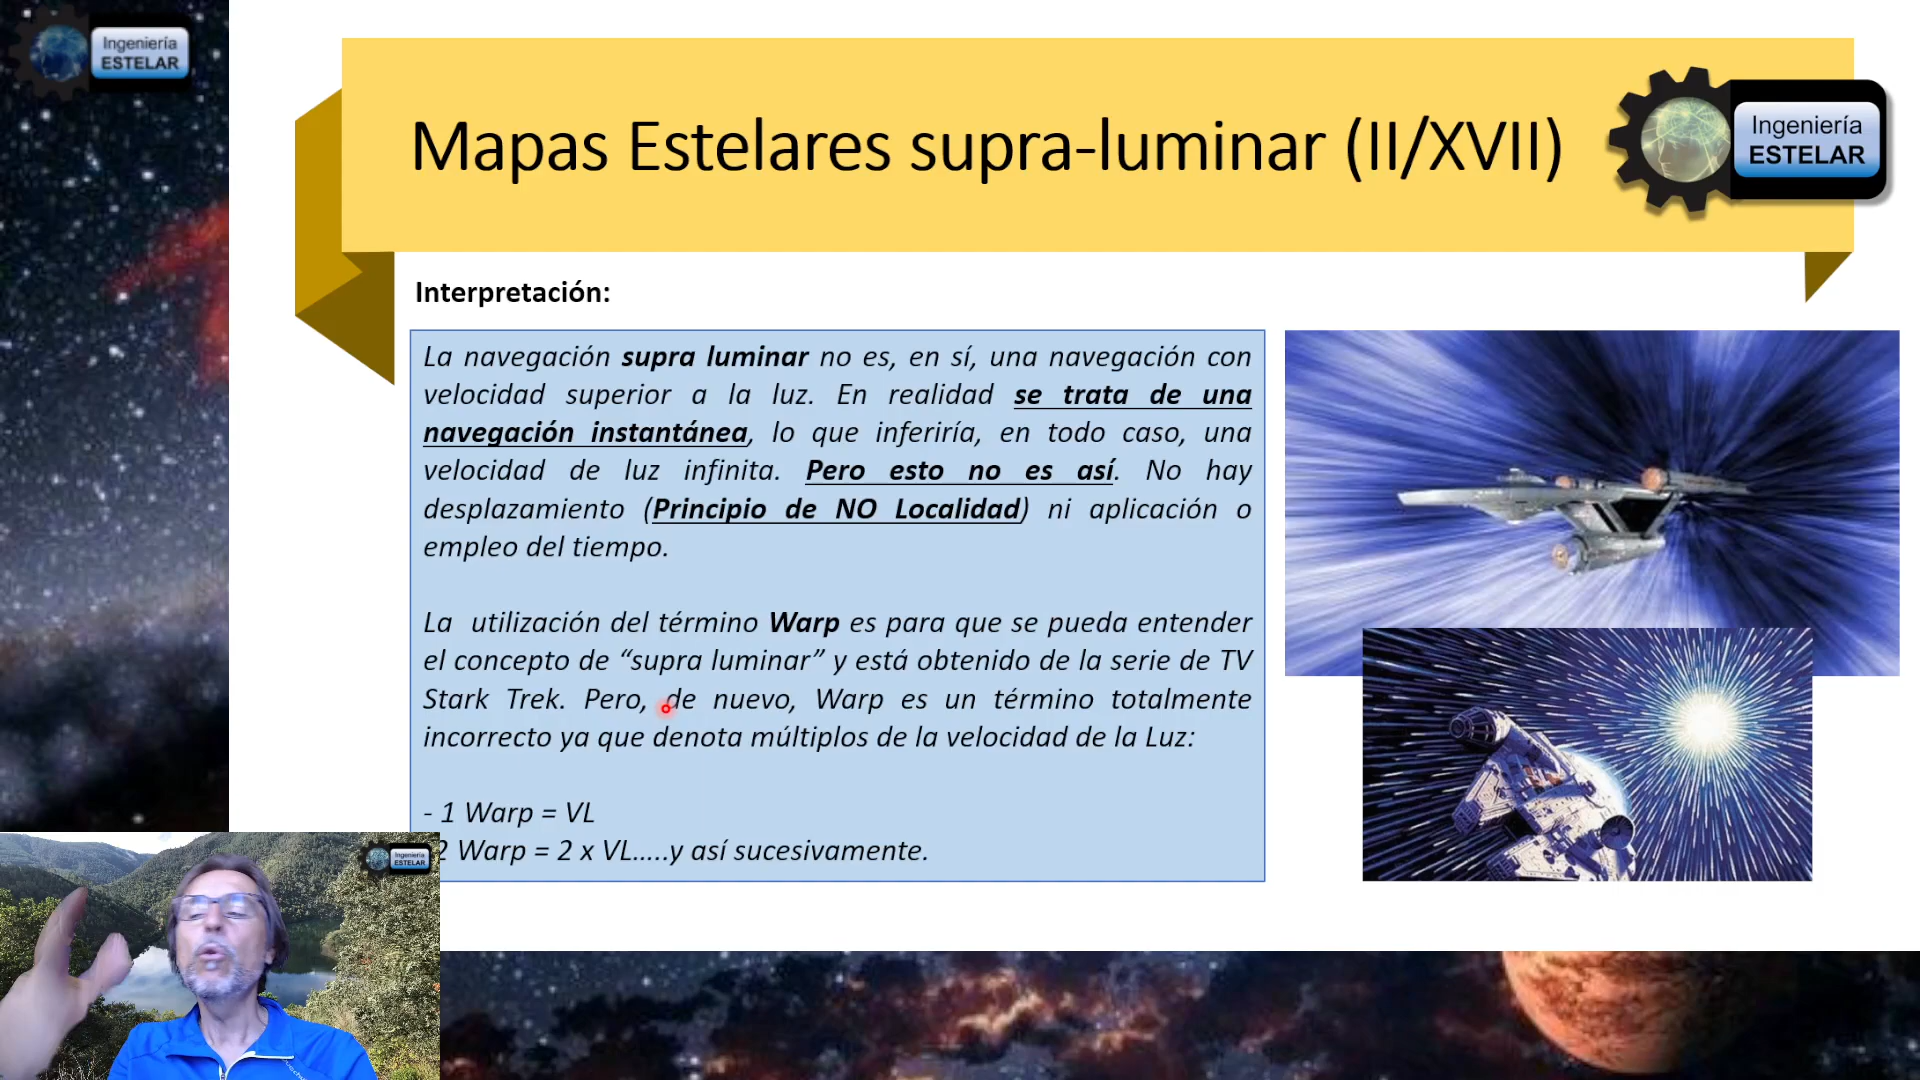 Ingeniería
ESTELAR
Mapas Estelares supra-luminar (II/XVII)
Ingeniería
ESTELAR
Interpretación:
La navegación supra luminar no es, en sí, una navegación con
velocidad superior a la luz. En realidad se trata de una
navegación instantánea, lo que inferiría, en todo caso, una
velocidad de luz infinita. Pero esto no es así. No hay
desplazamiento (Principio de NO Localidad) ni aplicación o
empleo del tiempo.
La utilización del término Warp es para que se pueda entender
el concepto de “supra luminar” y está obtenido de la serie de TV
Stark Trek. Pero, de nuevo, Warp es un término totalmente
incorrecto ya que denota múltiplos de la velocidad de la Luz:
- 1 Warp = VL
2 Warp = 2 x VL.....y así sucesivamente.
Ingeniería
ESTELAR